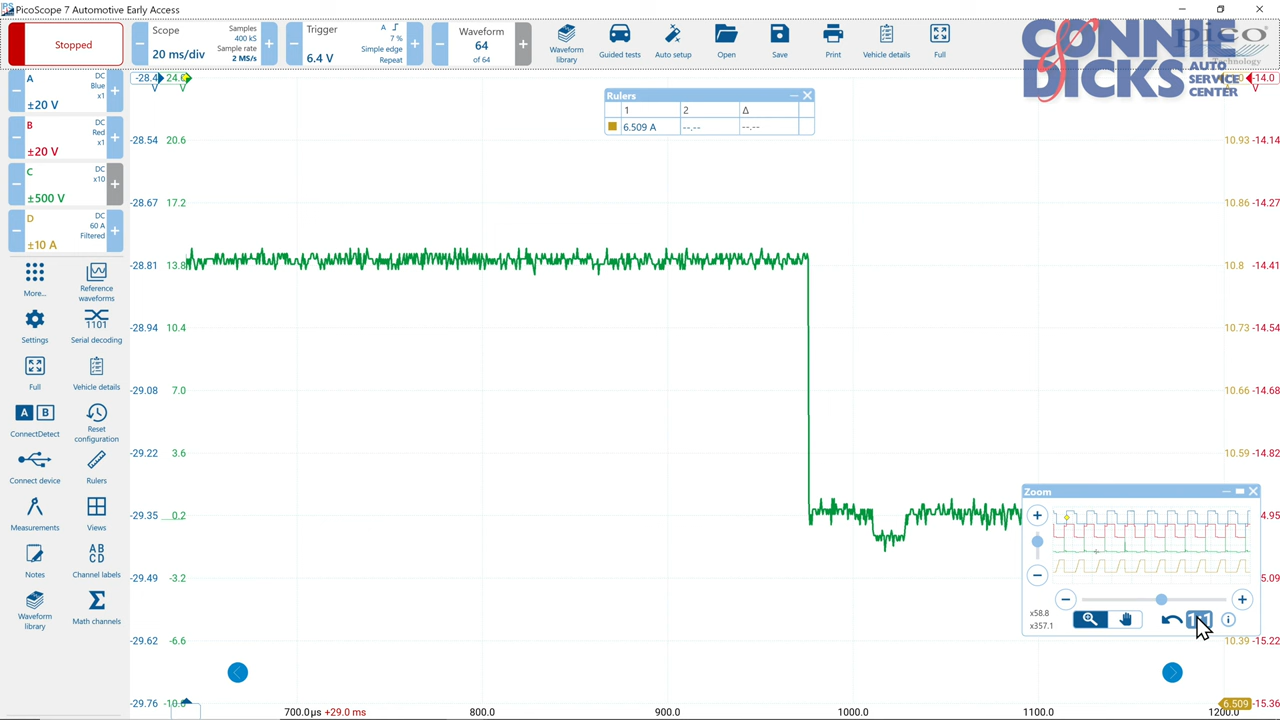 PicoScope 7 Automotive Early Access
Stopped
Scope
20 ms/div
Samples
400 kS
Sample rate
2 MS/s
Trigger
6.4 V
A
7 %
Simple edge
Repeat
Waveform
64
of 64
Waveform
library
Guided tests
Auto setup
Open
Save
Print
Vehicle details
Full
CONNIE
&
DICKS
AUTO
SERVICE
CENTER
pico
Technology
A
±20 V
DC
Blue
x1
B
±20 V
DC
Red
x1
C
±500 V
DC
x10
D
±10 A
DC
60 A
Filtered
More...
Reference
waveforms
Settings
Serial decoding
Full
Vehicle details
ConnectDetect
Reset
configuration
Connect device
Rulers
Measurements
Views
Notes
Channel labels
Waveform
library
Math channels
-28.4 24.0
V V
-14.0
V
-28.54 20.6 10.93 -14.14
-28.67 17.2 10.86 -14.27
-28.81 13.8 10.8 -14.41
-28.94 10.4 10.73 -14.54
-29.08 7.0 10.66 -14.68
-29.22 3.6 10.59 -14.82
-29.35 0.2
-29.49 -3.2
-29.62 -6.6 10.39 -15.22
-29.76 6.509 -15.36
Rulers
1 2 Δ
6.509 A --.-- --.--
Zoom
x58.8
x357.1
700.0 µs +29.0 ms 800.0 900.0 1000.0 1100.0 1200.0